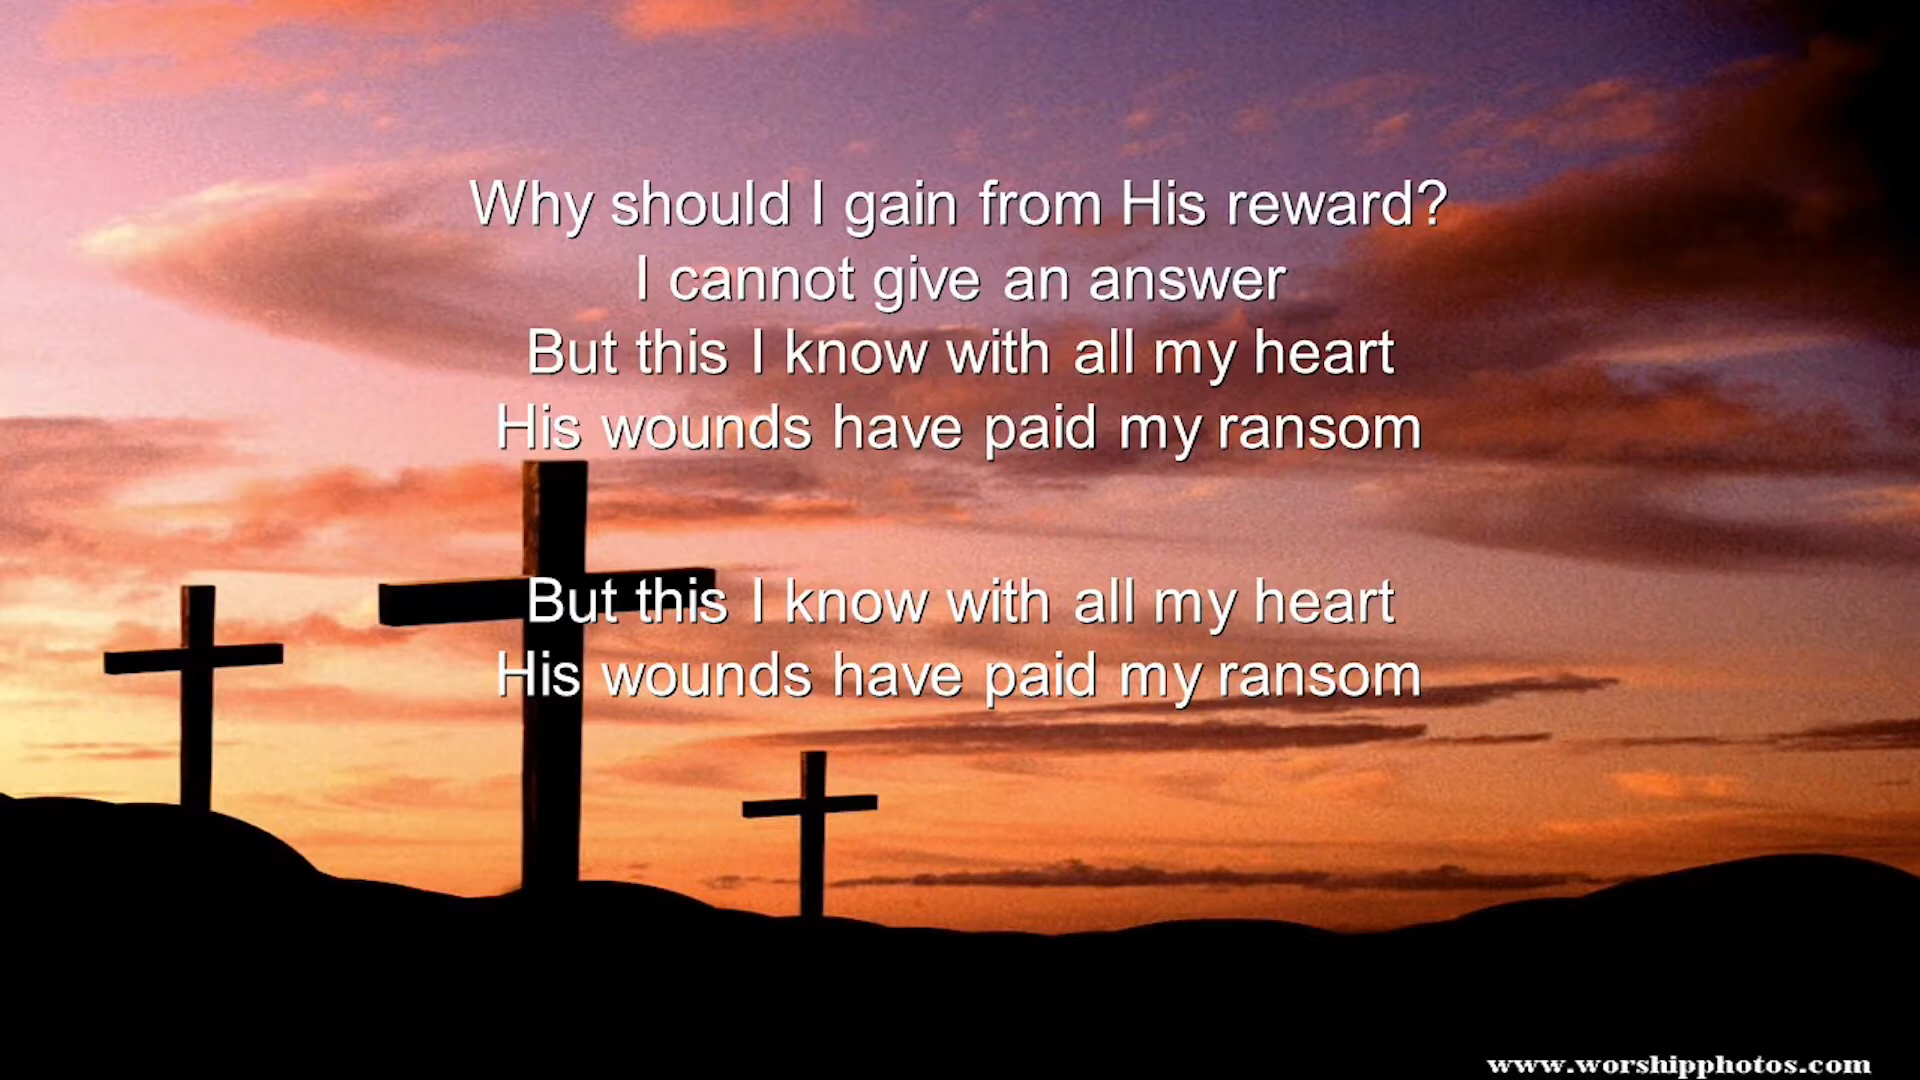 Why should I gain from His reward?
I cannot give an answer
But this I know with all my heart
His wounds have paid my ransom
But this I know with all my heart
His wounds have paid my ransom
www.worshipphotos.com